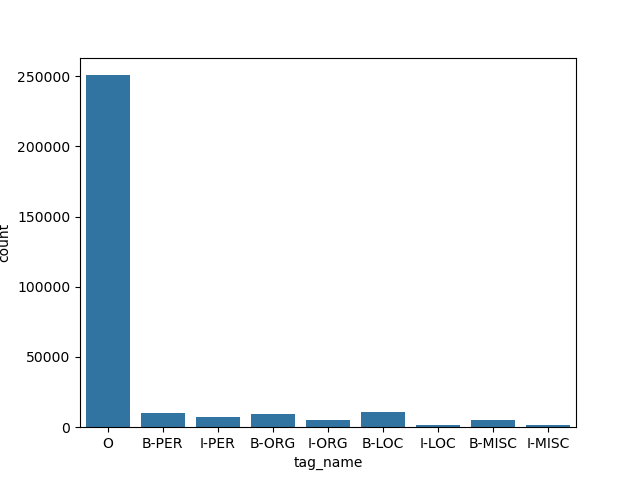 250000
200000
150000
100000
50000
0
count
O B-PER I-PER B-ORG I-ORG B-LOC I-LOC B-MISC I-MISC
tag_name